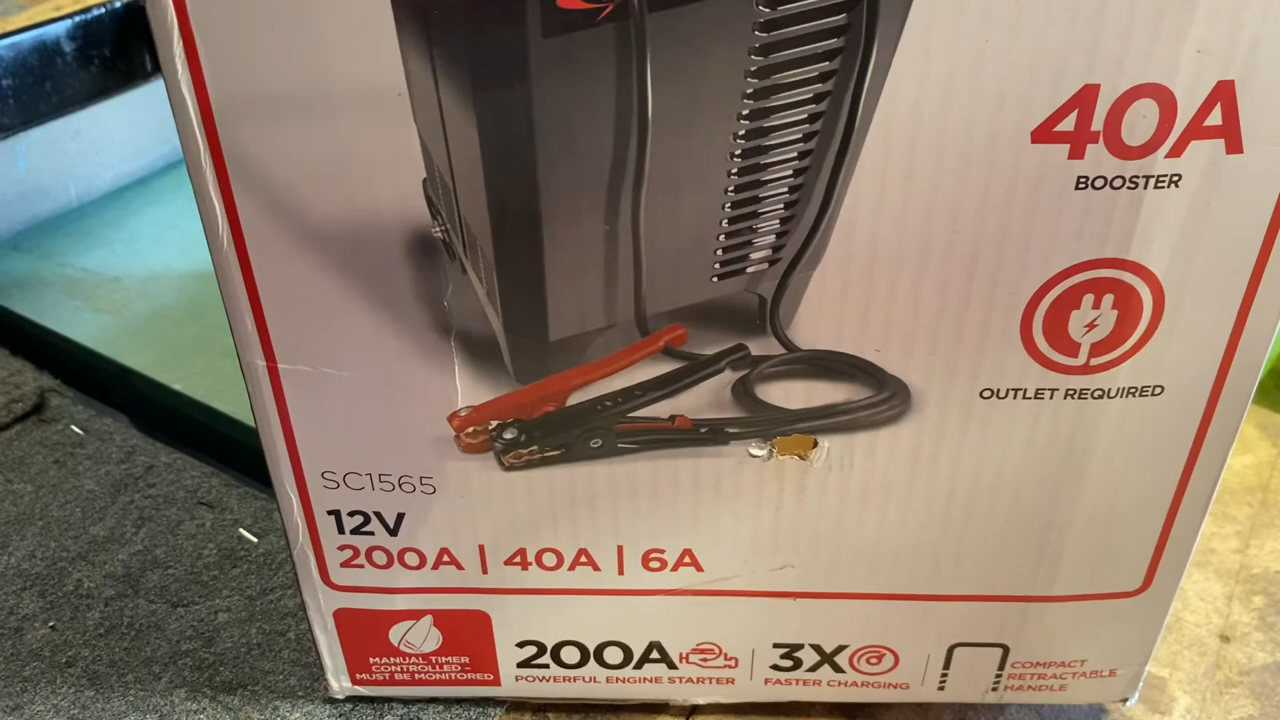 40A
BOOSTER
OUTLET REQUIRED
SC1565
12V
200A | 40A | 6A
MANUAL TIMER
CONTROLLED –
MUST BE MONITORED
200A
POWERFUL ENGINE STARTER
3X
FASTER CHARGING
COMPACT
RETRACTABLE
HANDLE